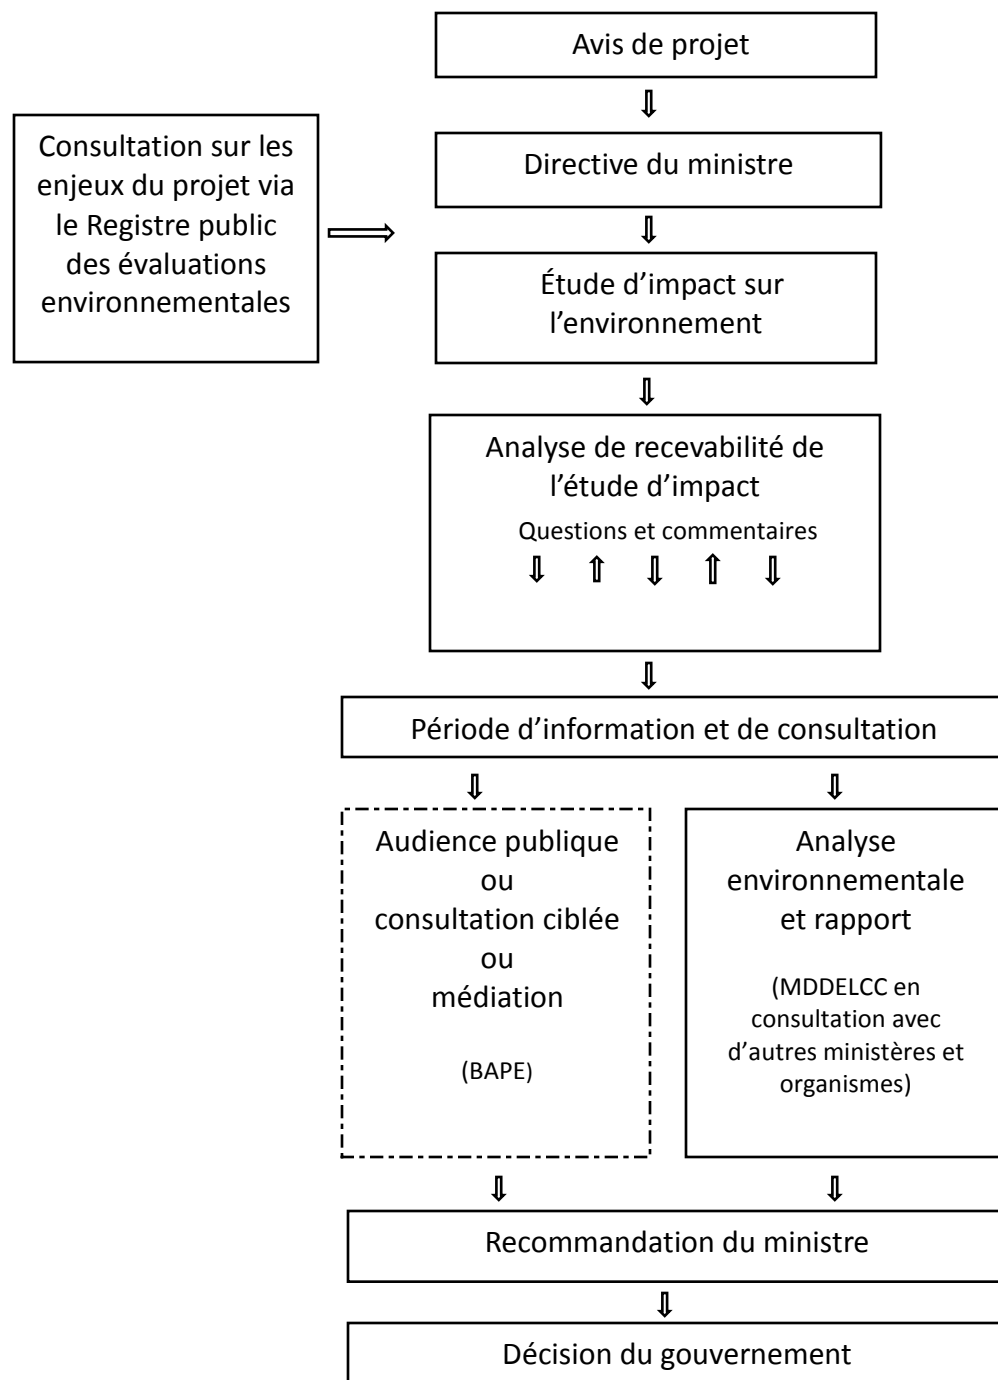 Avis de projet
Consultation sur les
enjeux du projet via
le Registre public
des évaluations
environnementales
Directive du ministre
Étude d’impact sur
l’environnement
Analyse de recevabilité de
l’étude d’impact
Questions et commentaires
Période d’information et de consultation
Audience publique
ou
consultation ciblée
ou
médiation
(BAPE)
Analyse
environnementale
et rapport
(MDDELCC en
consultation avec
d’autres ministères et
organismes)
Recommandation du ministre
Décision du gouvernement